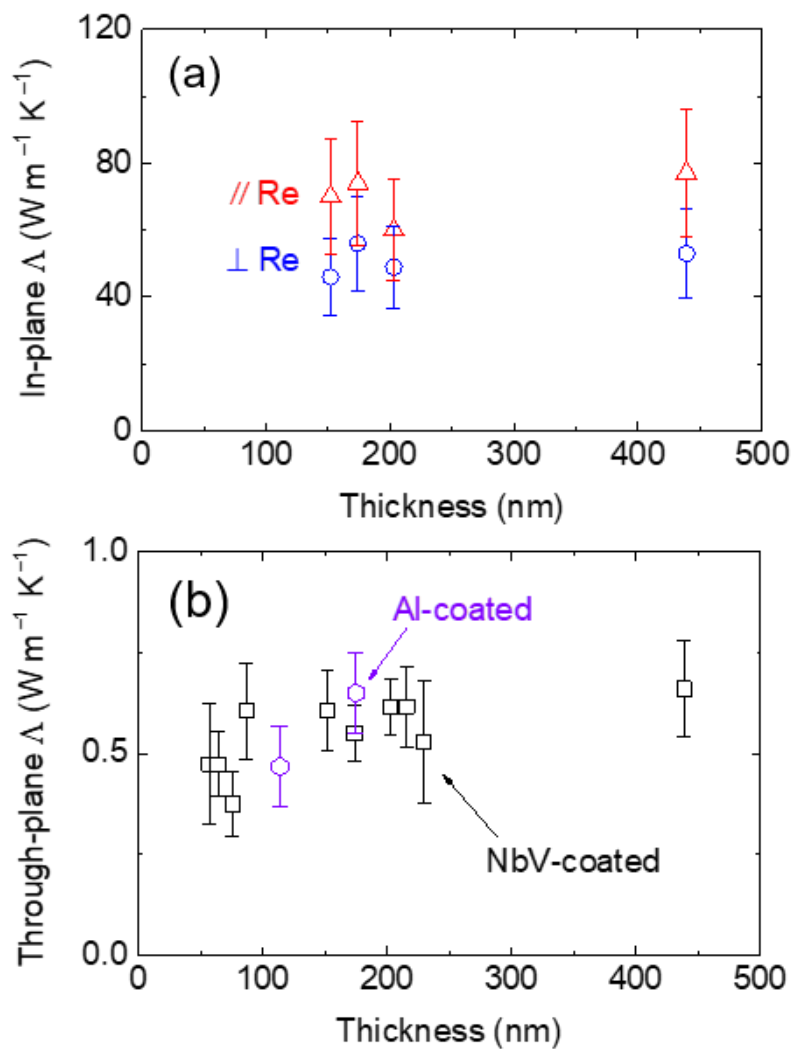 120
(a)
80
// Re
⊥ Re
40
0
In-plane Λ (W m⁻¹ K⁻¹)
0 100 200 300 400 500
Thickness (nm)
1.0
(b)
Al-coated
0.5
NbV-coated
0.0
Through-plane Λ (W m⁻¹ K⁻¹)
0 100 200 300 400 500
Thickness (nm)